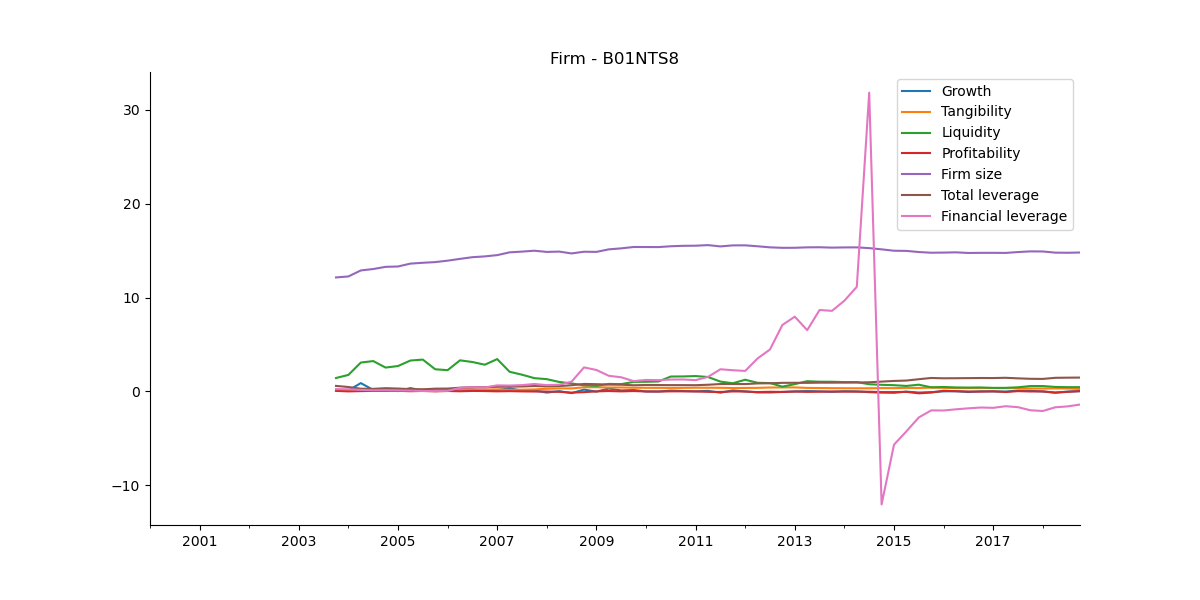 Firm - B01NTS8
30
20
10
0
−10
2001
2003
2005
2007
2009
2011
2013
2015
2017
Growth
Tangibility
Liquidity
Profitability
Firm size
Total leverage
Financial leverage